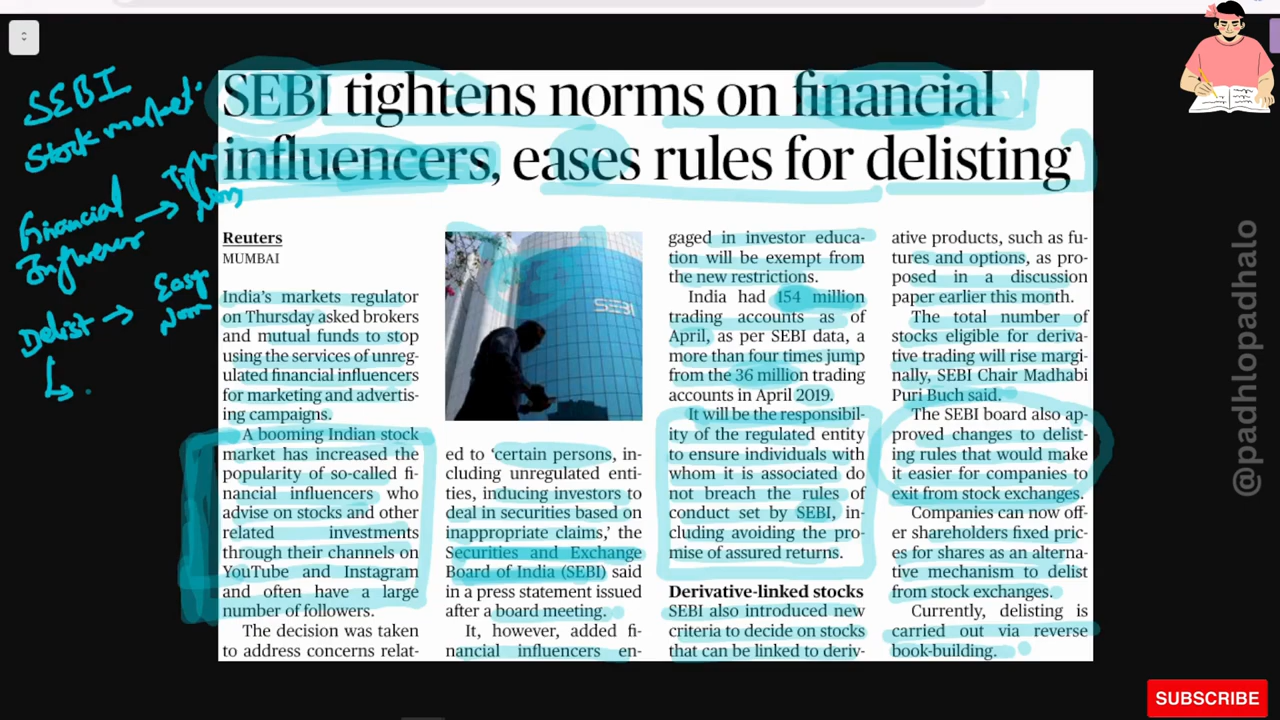 SEBI
Stock market.
Financial
Influencer → Tigh
Norm
Delist → Easy
Norm
SEBI tightens norms on financial
influencers, eases rules for delisting
Reuters
MUMBAI
India’s markets regulator
on Thursday asked brokers
and mutual funds to stop
using the services of unreg-
ulated financial influencers
for marketing and advertis-
ing campaigns.
A booming Indian stock
market has increased the
popularity of so-called fi-
nancial influencers who
advise on stocks and other
related investments
through their channels on
YouTube and Instagram
and often have a large
number of followers.
The decision was taken
to address concerns relat-
SEBI
ed to ‘certain persons, in-
cluding unregulated enti-
ties, inducing investors to
deal in securities based on
inappropriate claims,’ the
Securities and Exchange
Board of India (SEBI) said
in a press statement issued
after a board meeting.
It, however, added fi-
nancial influencers en-
gaged in investor educa-
tion will be exempt from
the new restrictions.
India had 154 million
trading accounts as of
April, as per SEBI data, a
more than four times jump
from the 36 million trading
accounts in April 2019.
It will be the responsibil-
ity of the regulated entity
to ensure individuals with
whom it is associated do
not breach the rules of
conduct set by SEBI, in-
cluding avoiding the pro-
mise of assured returns.
Derivative-linked stocks
SEBI also introduced new
criteria to decide on stocks
that can be linked to deriv-
ative products, such as fu-
tures and options, as pro-
posed in a discussion
paper earlier this month.
The total number of
stocks eligible for deriva-
tive trading will rise margi-
nally, SEBI Chair Madhabi
Puri Buch said.
The SEBI board also ap-
proved changes to delist-
ing rules that would make
it easier for companies to
exit from stock exchanges.
Companies can now off-
er shareholders fixed pric-
es for shares as an alterna-
tive mechanism to delist
from stock exchanges.
Currently, delisting is
carried out via reverse
book-building.
@padhlopadhalo
SUBSCRIBE